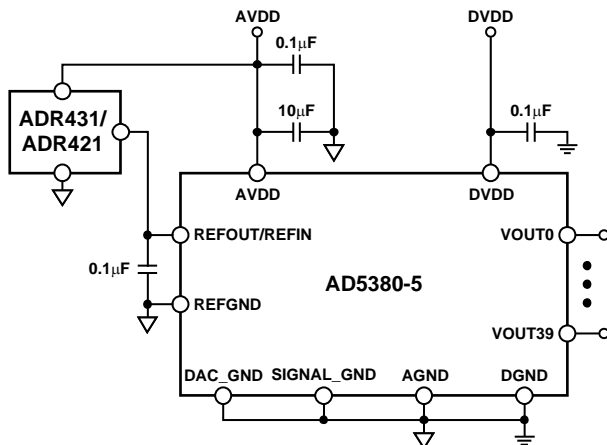 AVDD
DVDD
0.1µF
ADR431/
ADR421
10µF
0.1µF
AVDD
DVDD
REFOUT/REFIN
VOUT0
0.1µF
AD5380-5
REFGND
VOUT39
DAC_GND
SIGNAL_GND
AGND
DGND